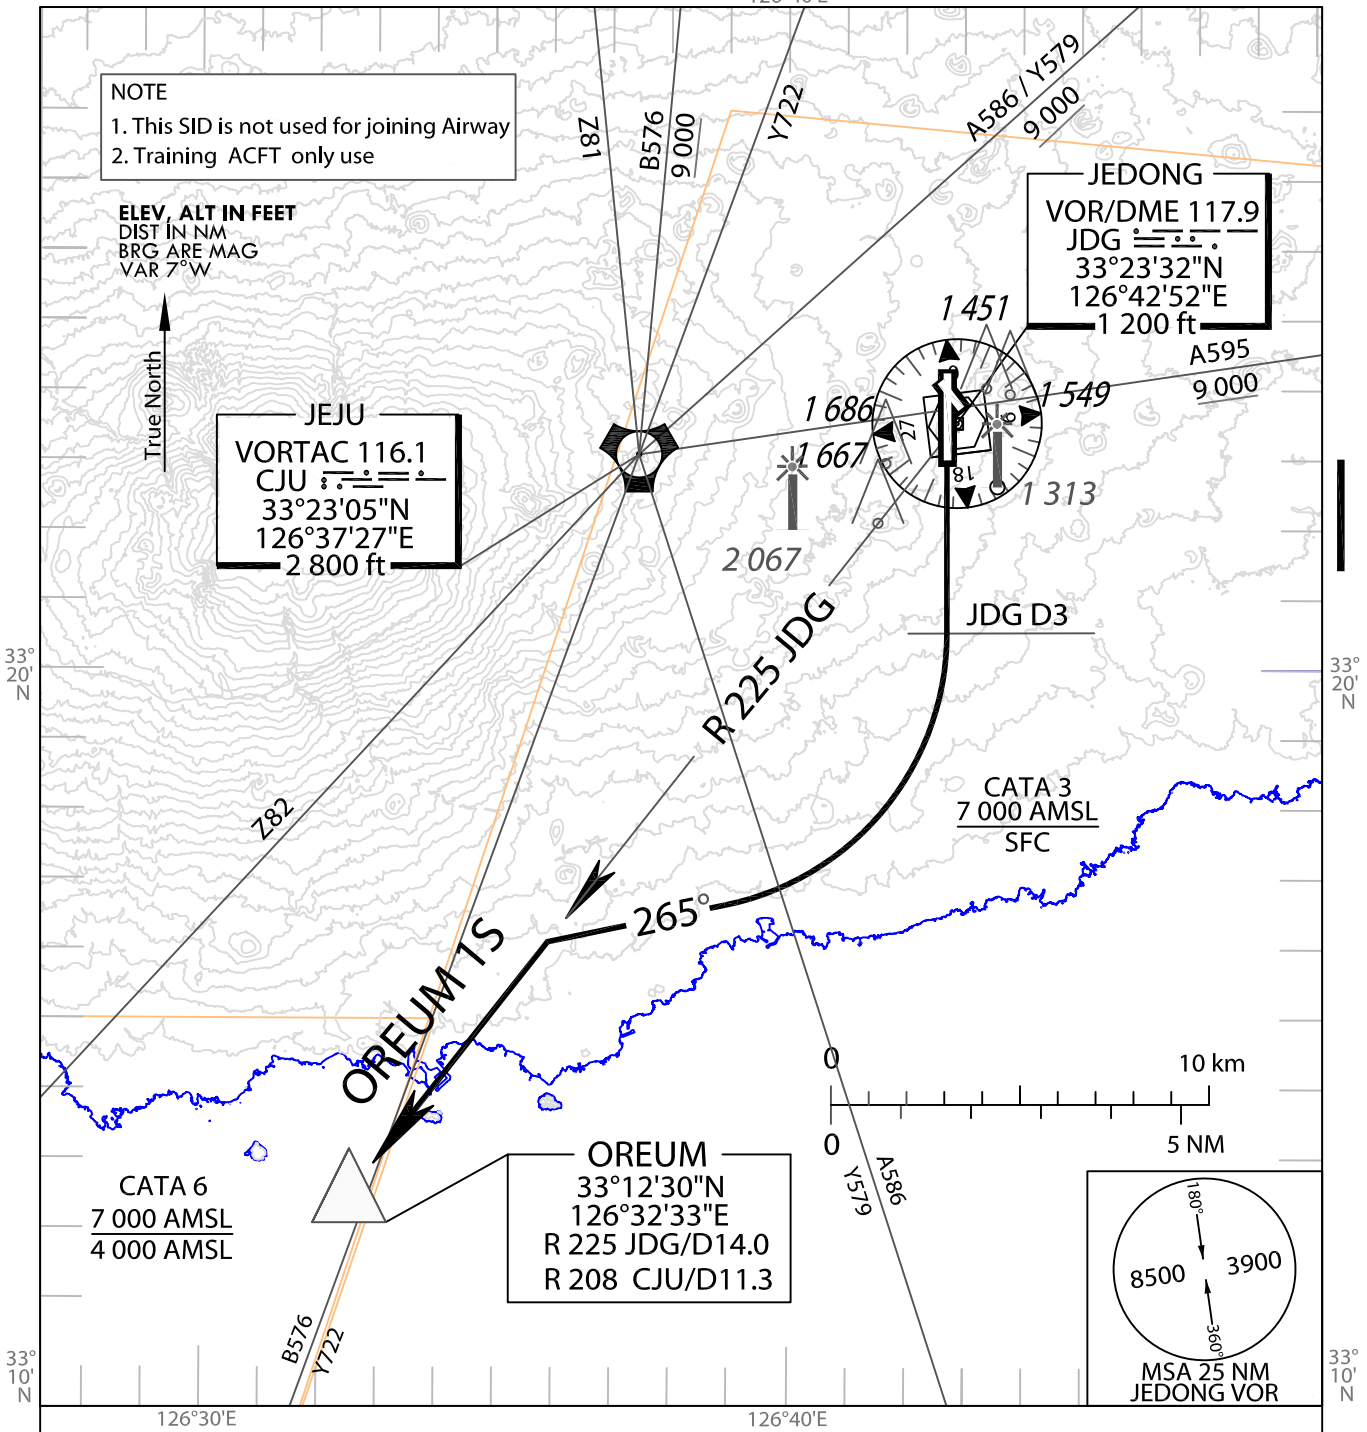 NOTE
1. This SID is not used for joining Airway
2. Training ACFT only use
ELEV, ALT IN FEET
DIST IN NM
BRG ARE MAG
VAR 7°W
True North
Z81
B576
9 000
Y722
A586 / Y579
9 000
JEDONG
VOR/DME 117.9
JDG
33°23'32"N
126°42'52"E
1 200 ft
A595
9 000
JEJU
VORTAC 116.1
CJU
33°23'05"N
126°37'27"E
2 800 ft
1 451
1 549
1 686
1 667
1 313
2 067
27
18
R 225 JDG
JDG D3
33°
20'
N
33°
20'
N
Z82
CATA 3
7 000 AMSL
SFC
265°
OREUM 1S
0
10 km
0
5 NM
OREUM
33°12'30"N
126°32'33"E
R 225 JDG/D14.0
R 208 CJU/D11.3
CATA 6
7 000 AMSL
4 000 AMSL
Y579
A586
B576
Y722
180°
8500
3900
360°
MSA 25 NM
JEDONG VOR
33°
10'
N
33°
10'
N
126°30'E
126°40'E